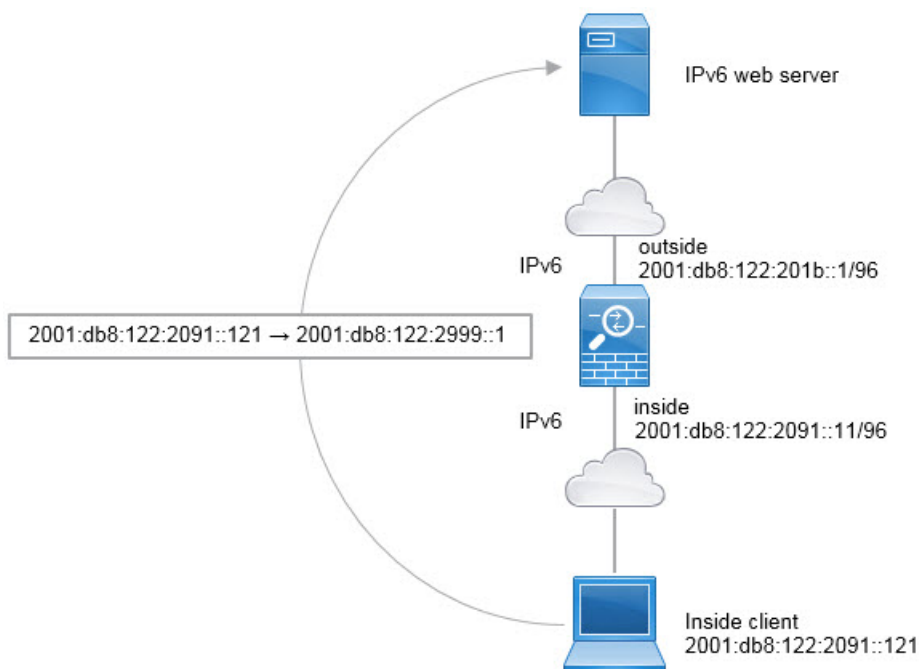 IPv6 web server
outside
IPv6
2001:db8:122:201b::1/96
2001:db8:122:2091::121 → 2001:db8:122:2999::1
inside
IPv6
2001:db8:122:2091::11/96
Inside client
2001:db8:122:2091::121